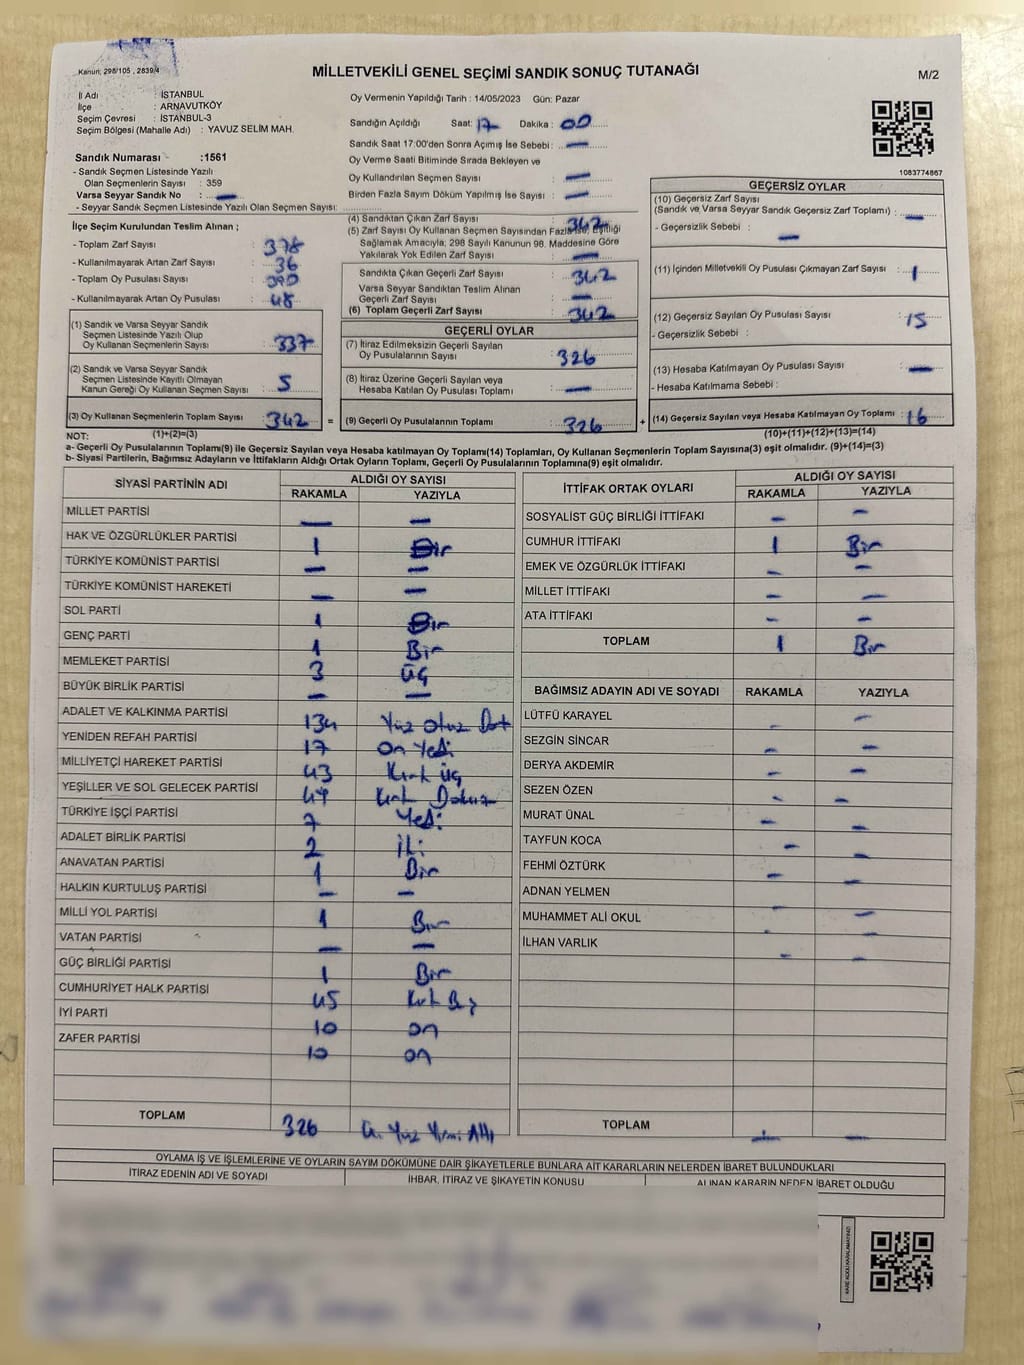 Kanun; 298/105 , 2839/4
MİLLETVEKİLİ GENEL SEÇİMİ SANDIK SONUÇ TUTANAĞI
M/2
İl Adı : İSTANBUL
İlçe : ARNAVUTKÖY
Seçim Çevresi : İSTANBUL-3
Seçim Bölgesi (Mahalle Adı) : YAVUZ SELİM MAH.
Sandık Numarası :1561
- Sandık Seçmen Listesinde Yazılı
Olan Seçmenlerin Sayısı : 359
Varsa Seyyar Sandık No : —
- Seyyar Sandık Seçmen Listesinde Yazılı Olan Seçmen Sayısı:
Oy Vermenin Yapıldığı Tarih : 14/05/2023 Gün: Pazar
Sandığın Açıldığı Saat: 17 Dakika : 00
Sandık Saat 17:00'den Sonra Açımış İse Sebebi : —
Oy Verme Saati Bitiminde Sırada Bekleyen ve
Oy Kullandırılan Seçmen Sayısı : —
Birden Fazla Sayım Döküm Yapılmış İse Sayısı : —
1083774867
İlçe Seçim Kurulundan Teslim Alınan ;
- Toplam Zarf Sayısı : 378
- Kullanılmayarak Artan Zarf Sayısı : 36
- Toplam Oy Pusulası Sayısı : 390
- Kullanılmayarak Artan Oy Pusulası : 48
(1) Sandık ve Varsa Seyyar Sandık
Seçmen Listesinde Yazılı Olup
Oy Kullanan Seçmenlerin Sayısı : 337
(2) Sandık ve Varsa Seyyar Sandık
Seçmen Listesinde Kayıtlı Olmayan
Kanun Gereği Oy Kullanan Seçmen Sayısı : 5
(3) Oy Kullanan Seçmenlerin Toplam Sayısı : 342
(1)+(2)=(3)
(4) Sandıktan Çıkan Zarf Sayısı : 342
(5) Zarf Sayısı Oy Kullanan Seçmen Sayısından Fazla İse, Eşitliği
Sağlamak Amacıyla; 298 Sayılı Kanunun 98. Maddesine Göre
Yakılarak Yok Edilen Zarf Sayısı : —
Sandıkta Çıkan Geçerli Zarf Sayısı : 342
Varsa Seyyar Sandıktan Teslim Alınan
Geçerli Zarf Sayısı : —
(6) Toplam Geçerli Zarf Sayısı : 342
GEÇERLİ OYLAR
(7) İtiraz Edilmeksizin Geçerli Sayılan
Oy Pusulalarının Sayısı : 326
(8) İtiraz Üzerine Geçerli Sayılan veya
Hesaba Katılan Oy Pusulası Toplamı : —
= (9) Geçerli Oy Pusulalarının Toplamı : 326
GEÇERSİZ OYLAR
(10) Geçersiz Zarf Sayısı
(Sandık ve Varsa Seyyar Sandık Geçersiz Zarf Toplamı) : —
- Geçersizlik Sebebi : —
(11) İçinden Milletvekili Oy Pusulası Çıkmayan Zarf Sayısı : 1
(12) Geçersiz Sayılan Oy Pusulası Sayısı : 15
- Geçersizlik Sebebi :
(13) Hesaba Katılmayan Oy Pusulası Sayısı : —
- Hesaba Katılmama Sebebi :
+ (14) Geçersiz Sayılan veya Hesaba Katılmayan Oy Toplamı : 16
(10)+(11)+(12)+(13)=(14)
NOT:
a- Geçerli Oy Pusulalarının Toplamı(9) ile Geçersiz Sayılan veya Hesaba katılmayan Oy Toplamı(14) Toplamları, Oy Kullanan Seçmenlerin Toplam Sayısına(3) eşit olmalıdır. (9)+(14)=(3)
b- Siyasi Partilerin, Bağımsız Adayların ve İttifakların Aldığı Ortak Oyların Toplamı, Geçerli Oy Pusulalarının Toplamına(9) eşit olmalıdır.
SİYASİ PARTİNİN ADI ALDIĞI OY SAYISI
RAKAMLA YAZIYLA
MİLLET PARTİSİ — —
HAK VE ÖZGÜRLÜKLER PARTİSİ 1 Bir
TÜRKİYE KOMÜNİST PARTİSİ — —
TÜRKİYE KOMÜNİST HAREKETİ — —
SOL PARTİ 1 Bir
GENÇ PARTİ 1 Bir
MEMLEKET PARTİSİ 3 Üç
BÜYÜK BİRLİK PARTİSİ — —
ADALET VE KALKINMA PARTİSİ 134 Yüz Otuz Dört
YENİDEN REFAH PARTİSİ 17 On Yedi
MİLLİYETÇİ HAREKET PARTİSİ 43 Kırk Üç
YEŞİLLER VE SOL GELECEK PARTİSİ 49 Kırk Dokuz
TÜRKİYE İŞÇİ PARTİSİ 7 Yedi
ADALET BİRLİK PARTİSİ 2 İki
ANAVATAN PARTİSİ 1 Bir
HALKIN KURTULUŞ PARTİSİ — —
MİLLİ YOL PARTİSİ 1 Bir
VATAN PARTİSİ — —
GÜÇ BİRLİĞİ PARTİSİ 1 Bir
CUMHURİYET HALK PARTİSİ 45 Kırk Beş
İYİ PARTİ 10 On
ZAFER PARTİSİ 10 On
TOPLAM 326 Üç Yüz Yirmi Altı
İTTİFAK ORTAK OYLARI ALDIĞI OY SAYISI
RAKAMLA YAZIYLA
SOSYALİST GÜÇ BİRLİĞİ İTTİFAKI — —
CUMHUR İTTİFAKI 1 Bir
EMEK VE ÖZGÜRLÜK İTTİFAKI — —
MİLLET İTTİFAKI — —
ATA İTTİFAKI — —
TOPLAM 1 Bir
BAĞIMSIZ ADAYIN ADI VE SOYADI RAKAMLA YAZIYLA
LÜTFÜ KARAYEL — —
SEZGİN SİNCAR — —
DERYA AKDEMİR — —
SEZEN ÖZEN — —
MURAT ÜNAL — —
TAYFUN KOCA — —
FEHMİ ÖZTÜRK — —
ADNAN YELMEN — —
MUHAMMET ALİ OKUL — —
İLHAN VARLIK — —
TOPLAM — —
OYLAMA İŞ VE İŞLEMLERİNE VE OYLARIN SAYIM DÖKÜMÜNE DAİR ŞİKAYETLERLE BUNLARA AİT KARARLARIN NELERDEN İBARET BULUNDUKLARI
İTİRAZ EDENİN ADI VE SOYADI İHBAR, İTİRAZ VE ŞİKAYETİN KONUSU ALINAN KARARIN NEDEN İBARET OLDUĞU
KARE KODU KARALAMAYINIZ!